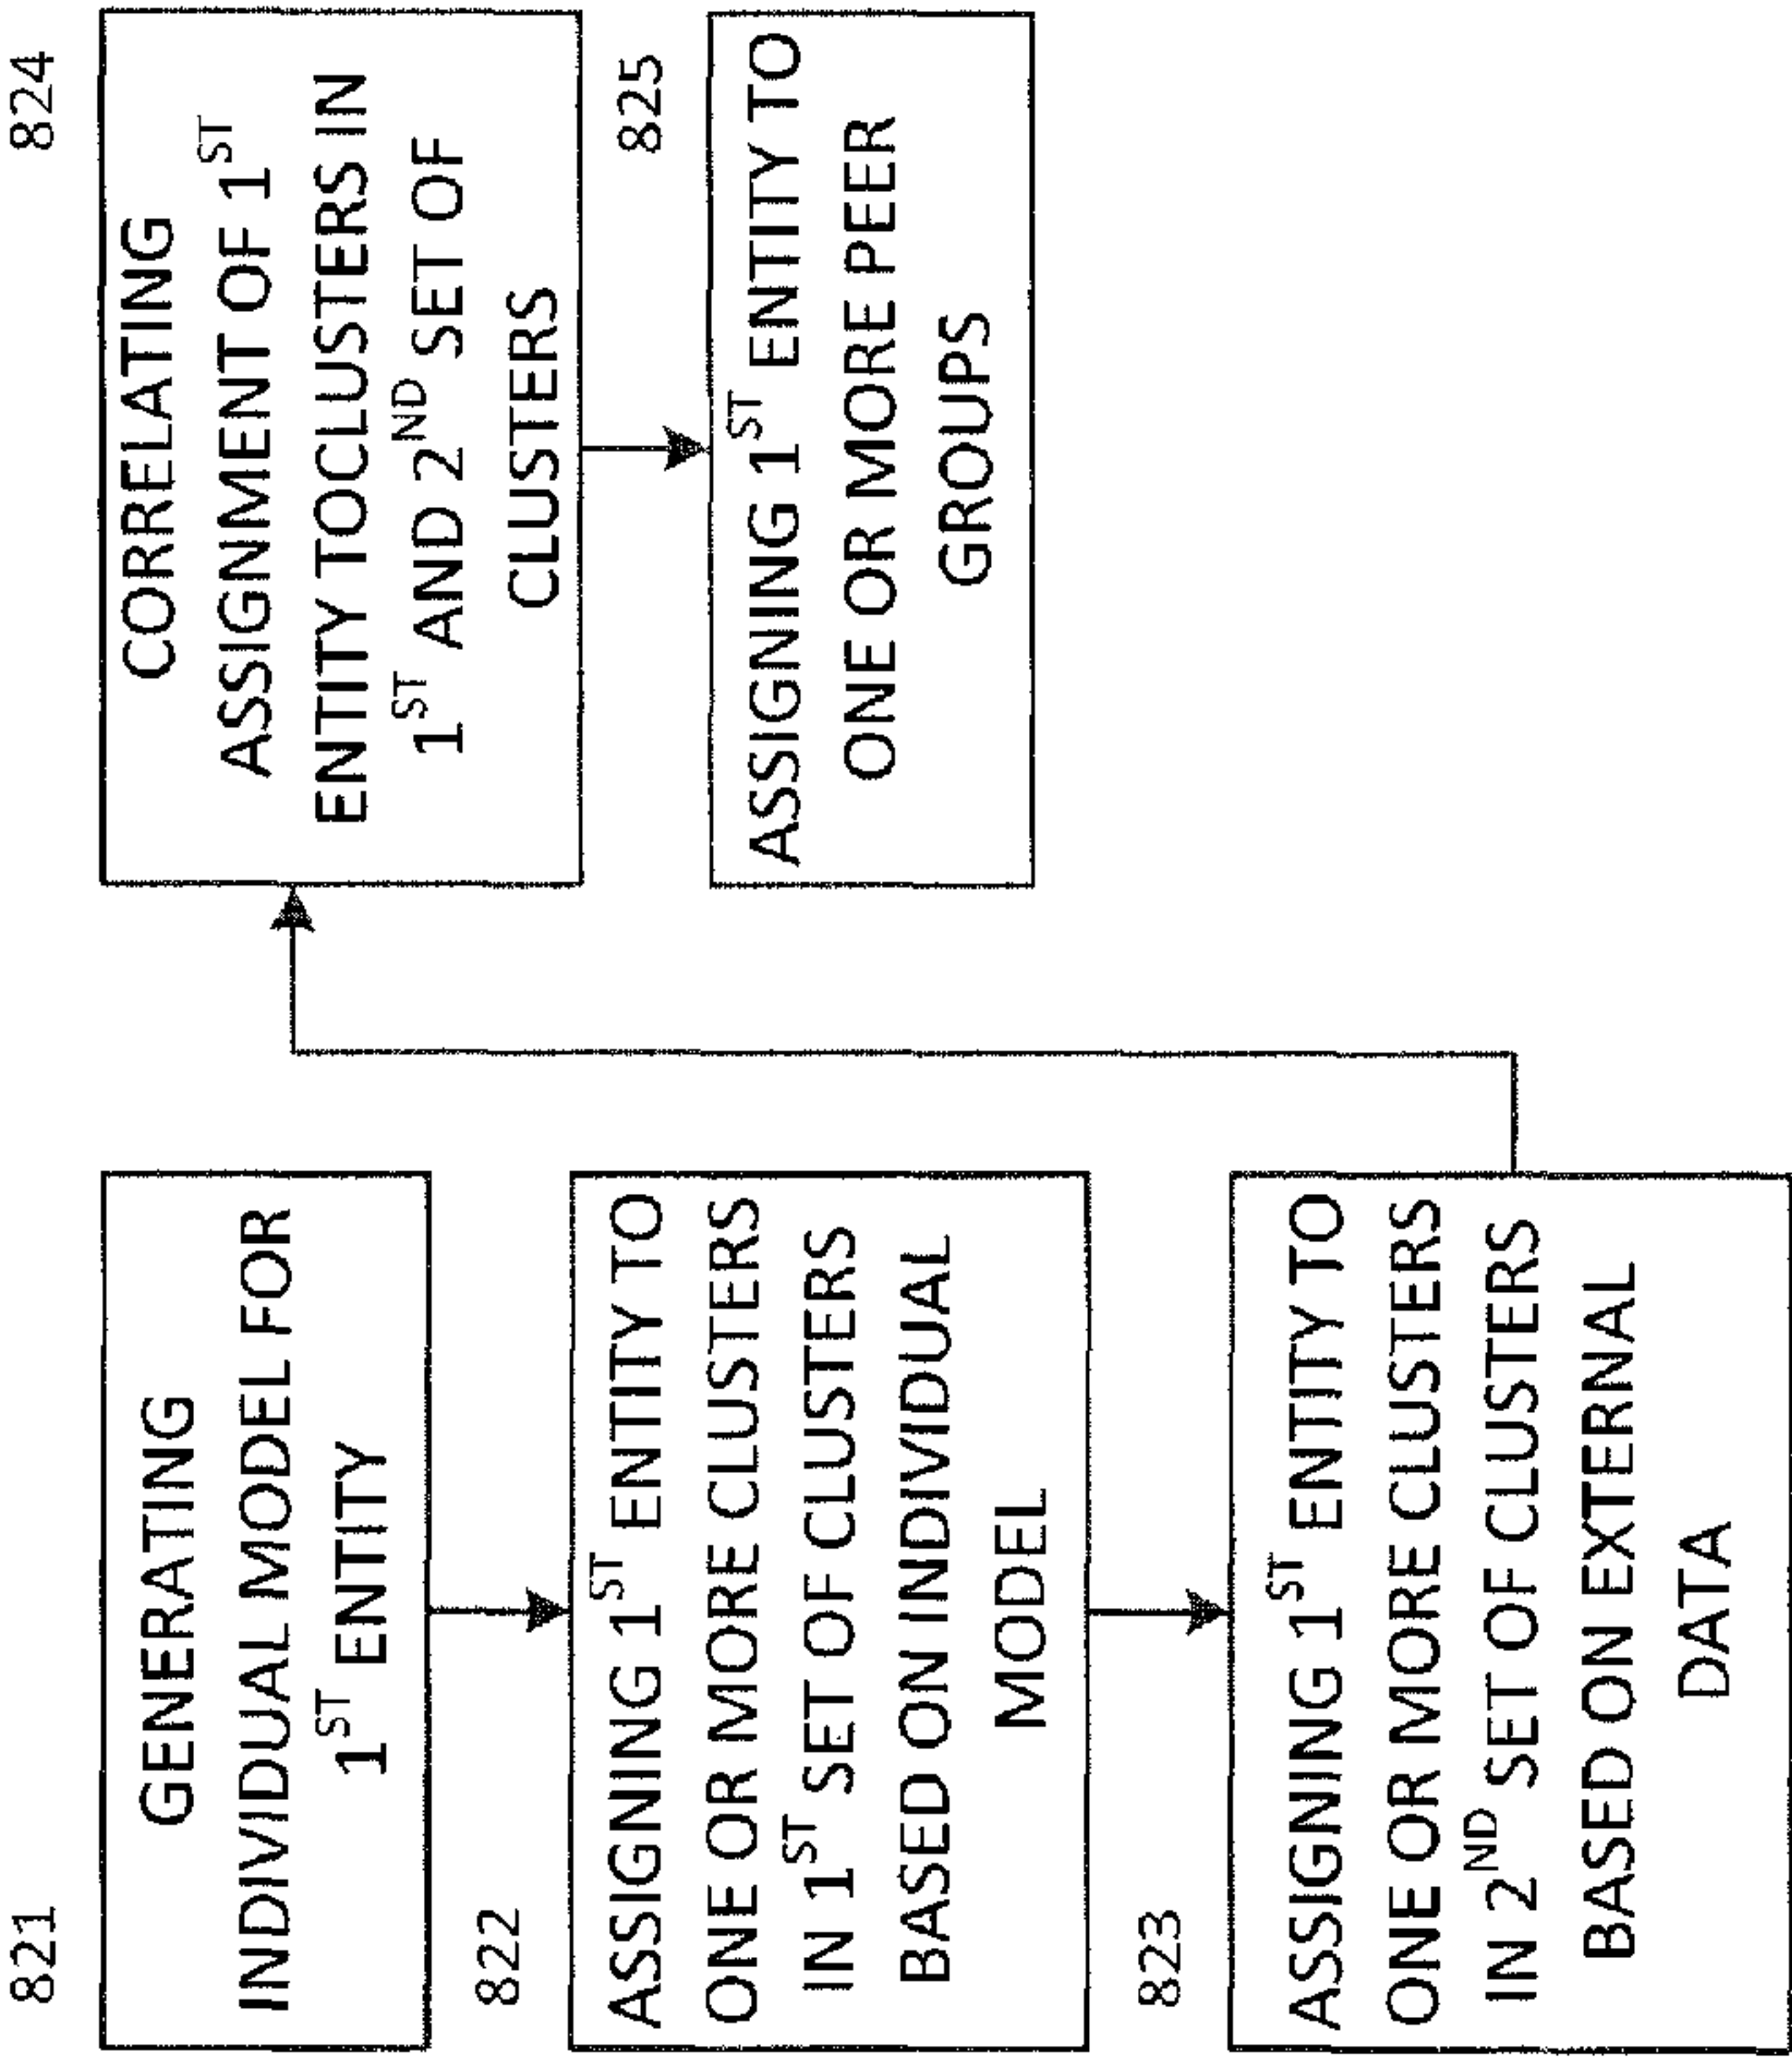 821
GENERATING
INDIVIDUAL MODEL FOR
1ST ENTITY
822
ASSIGNING 1ST ENTITY TO
ONE OR MORE CLUSTERS
IN 1ST SET OF CLUSTERS
BASED ON INDIVIDUAL
MODEL
823
ASSIGNING 1ST ENTITY TO
ONE OR MORE CLUSTERS
IN 2ND SET OF CLUSTERS
BASED ON EXTERNAL
DATA
824
CORRELATING
ASSIGNMENT OF 1ST
ENTITY TOCLUSTERS IN
1ST AND 2ND SET OF
CLUSTERS
825
ASSIGNING 1ST ENTITY TO
ONE OR MORE PEER
GROUPS